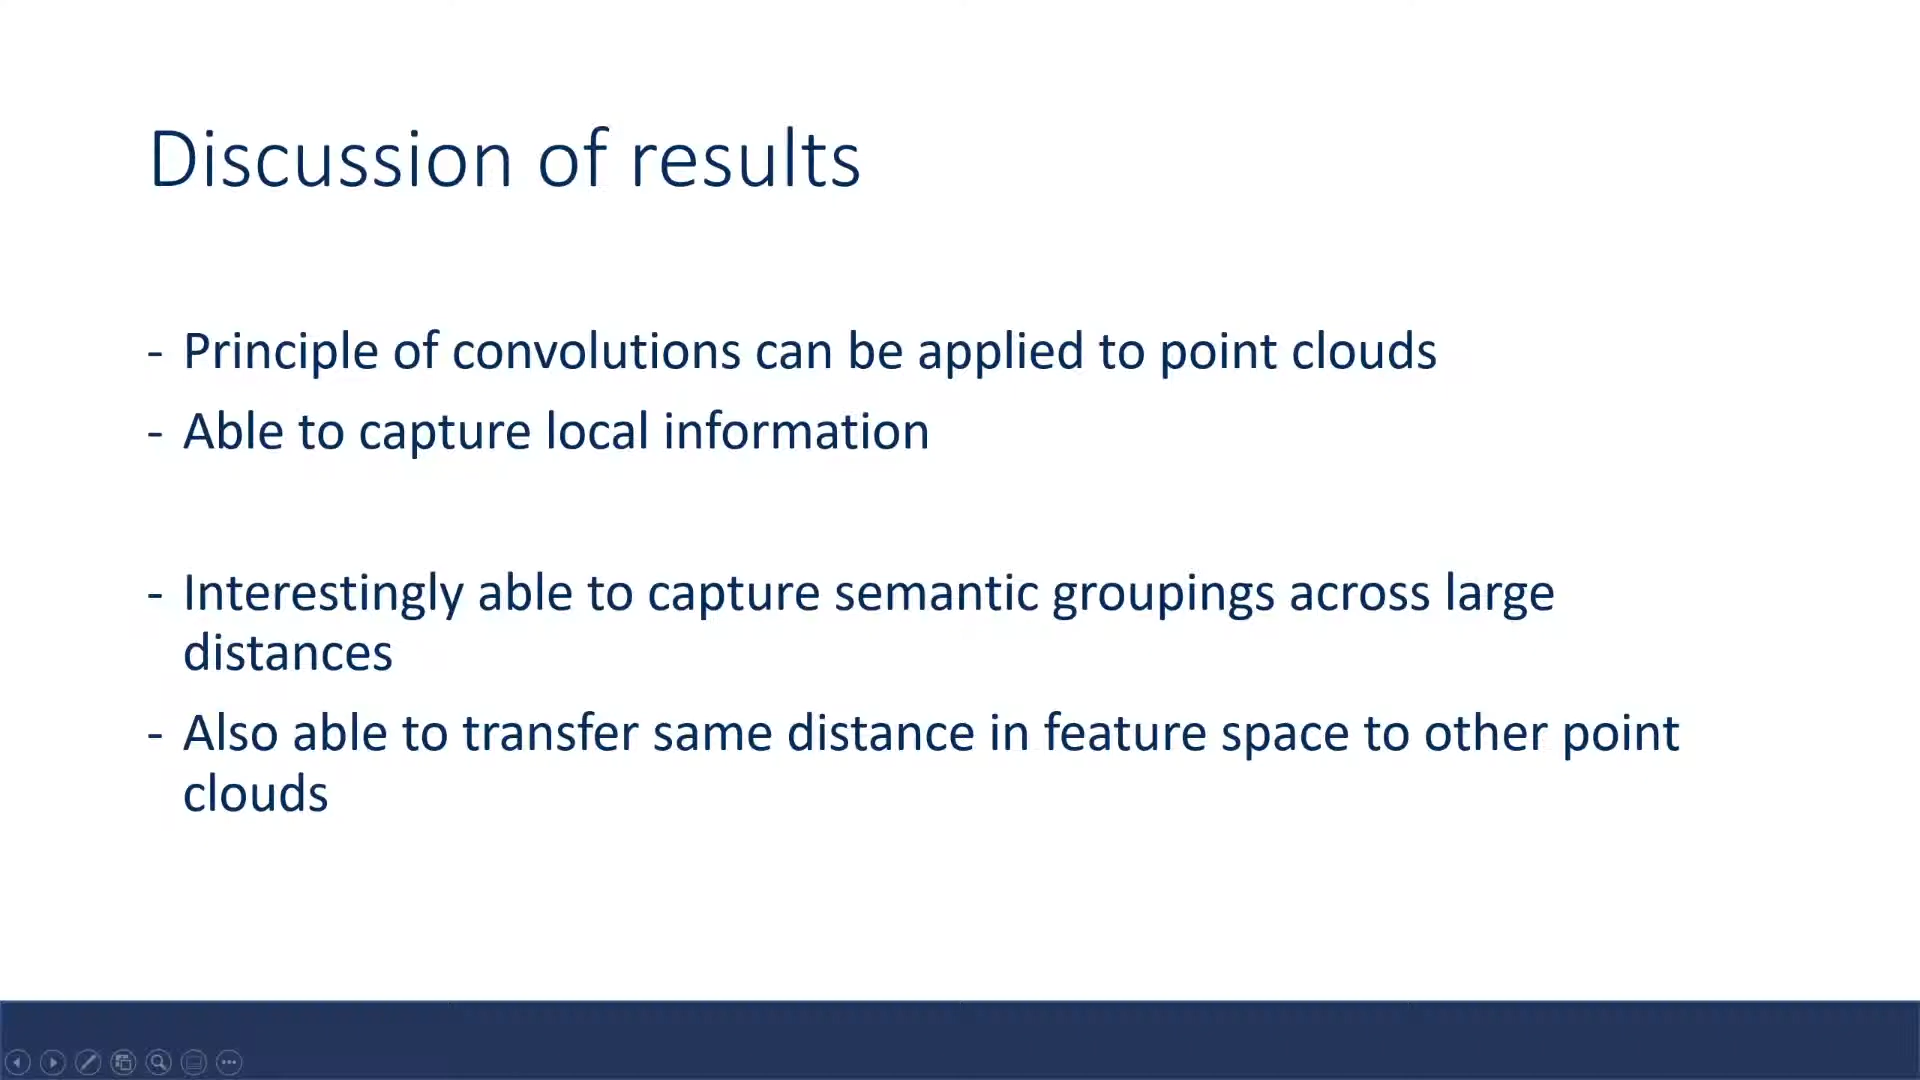 Discussion of results
- Principle of convolutions can be applied to point clouds
- Able to capture local information
- Interestingly able to capture semantic groupings across large
distances
- Also able to transfer same distance in feature space to other point
clouds